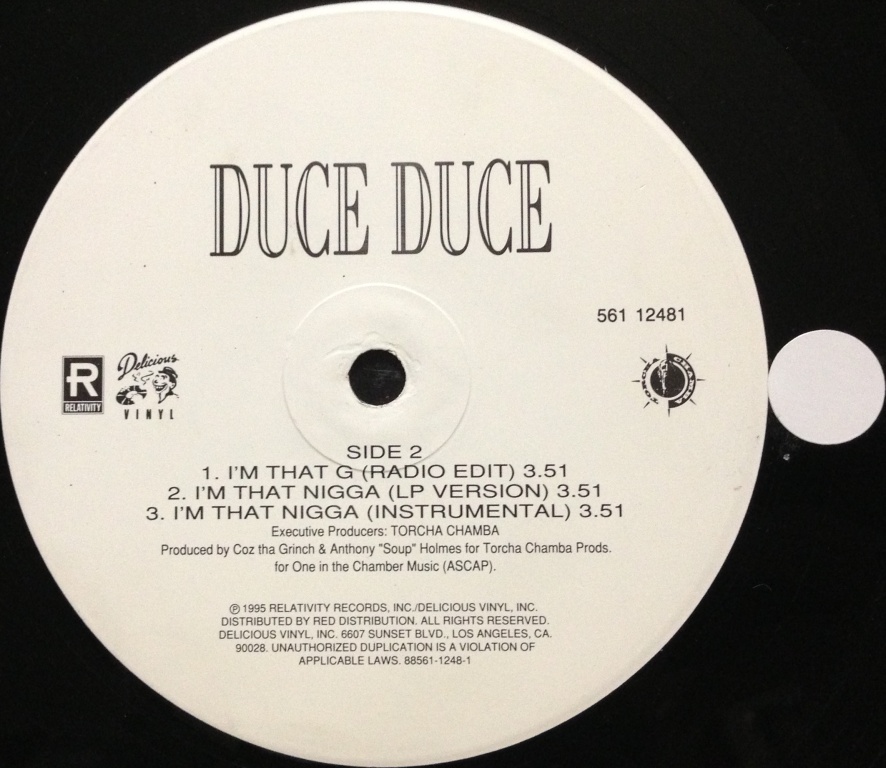 DUCE DUCE
561 12481
R
RELATIVITY
Delicious
VINYL
TORCHA CHAMBA
SIDE 2
1. I'M THAT G (RADIO EDIT) 3.51
2. I'M THAT NIGGA (LP VERSION) 3.51
3. I'M THAT NIGGA (INSTRUMENTAL) 3.51
Executive Producers: TORCHA CHAMBA
Produced by Coz tha Grinch & Anthony "Soup" Holmes for Torcha Chamba Prods.
for One in the Chamber Music (ASCAP).
℗ 1995 RELATIVITY RECORDS, INC./DELICIOUS VINYL, INC.
DISTRIBUTED BY RED DISTRIBUTION. ALL RIGHTS RESERVED.
DELICIOUS VINYL, INC. 6607 SUNSET BLVD., LOS ANGELES, CA.
90028. UNAUTHORIZED DUPLICATION IS A VIOLATION OF
APPLICABLE LAWS. 88561-1248-1